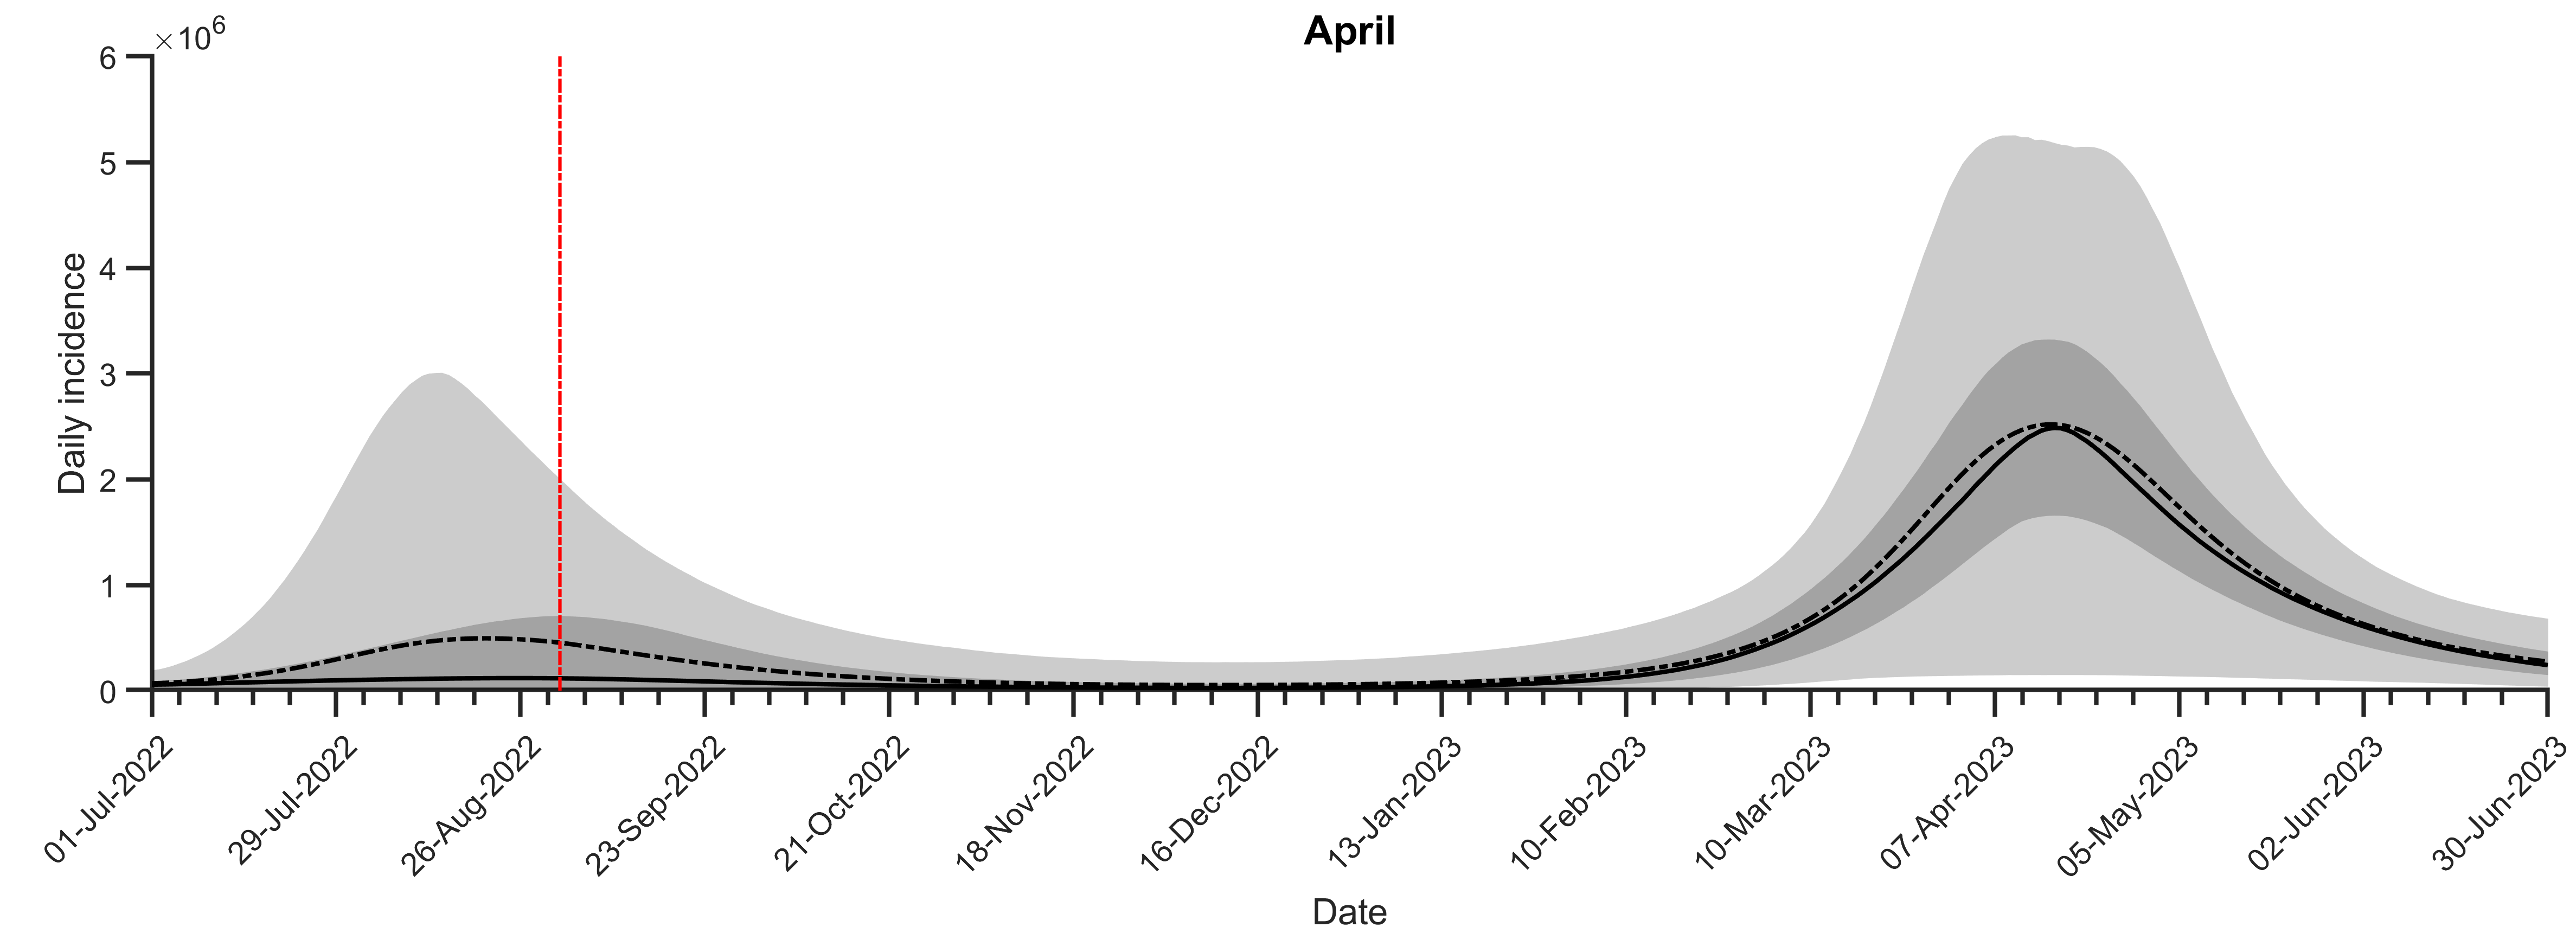 April
×10⁶
6
5
4
3
2
1
0
Daily incidence
01-Jul-2022
29-Jul-2022
26-Aug-2022
23-Sep-2022
21-Oct-2022
18-Nov-2022
16-Dec-2022
13-Jan-2023
10-Feb-2023
10-Mar-2023
07-Apr-2023
05-May-2023
02-Jun-2023
30-Jun-2023
Date